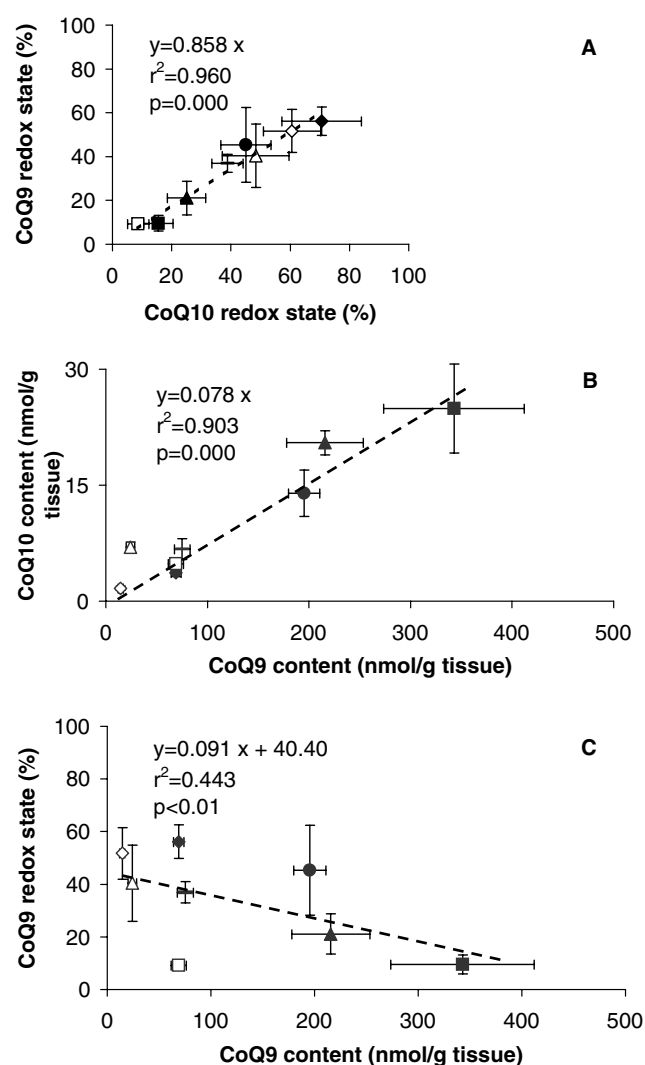 A
y=0.858 x
r²=0.960
p=0.000
CoQ9 redox state (%)
100
80
60
40
20
0
0 20 40 60 80 100
CoQ10 redox state (%)
B
y=0.078 x
r²=0.903
p=0.000
CoQ10 content (nmol/g
tissue)
30
15
0
0 100 200 300 400 500
CoQ9 content (nmol/g tissue)
C
y=0.091 x + 40.40
r²=0.443
p<0.01
CoQ9 redox state (%)
100
80
60
40
20
0
0 100 200 300 400 500
CoQ9 content (nmol/g tissue)